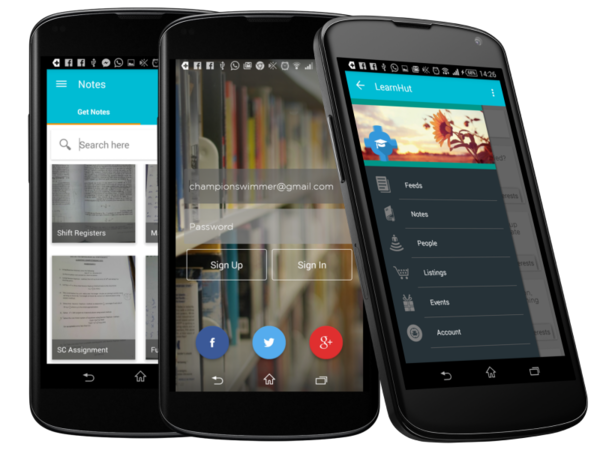 Notes
Get Notes
Search here
Shift Registers
M
SC Assignment
Fu
championswimmer@gmail.com
Password
Sign Up
Sign In
f
g+
68%
14:26
LearnHut
Feeds
Notes
People
Listings
Events
Account